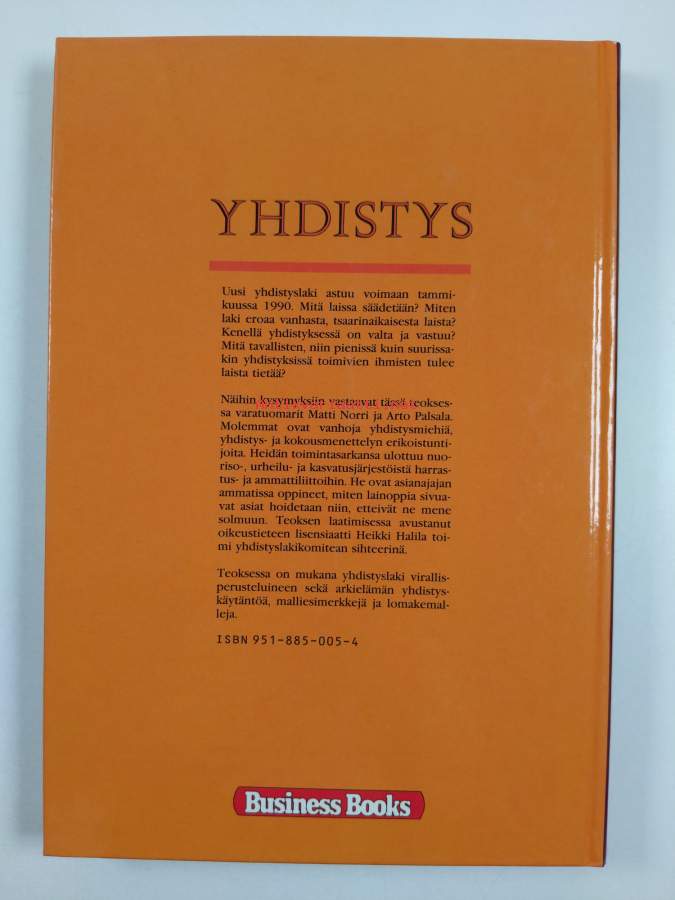 YHDISTYS
Uusi yhdistyslaki astuu voimaan tammi-
kuussa 1990. Mitä laissa säädetään? Miten
laki eroaa vanhasta, tsaarinaikaisesta laista?
Kenellä yhdistyksessä on valta ja vastuu?
Mitä tavallisten, niin pienissä kuin suurissa-
kin yhdistyksissä toimivien ihmisten tulee
laista tietää?
Näihin kysymyksiin vastaavat tässä teokses-
sa varatuomarit Matti Norri ja Arto Palsala.
Molemmat ovat vanhoja yhdistysmiehiä,
yhdistys- ja kokousmenettelyn erikoistunti-
joita. Heidän toimintasarkansa ulottuu nuo-
riso-, urheilu- ja kasvatusjärjestöistä harras-
tus- ja ammattiliittoihin. He ovat asianajajan
ammatissa oppineet, miten lainoppia sivua-
vat asiat hoidetaan niin, etteivät ne mene
solmuun. Teoksen laatimisessa avustanut
oikeustieteen lisensiaatti Heikki Halila toi-
mi yhdistyslakikomitean sihteerinä.
Teoksessa on mukana yhdistyslaki virallis-
perusteluineen sekä arkielämän yhdistys-
käytäntöä, malliesimerkkejä ja lomakemal-
leja.
ISBN 951-885-005-4
Business Books